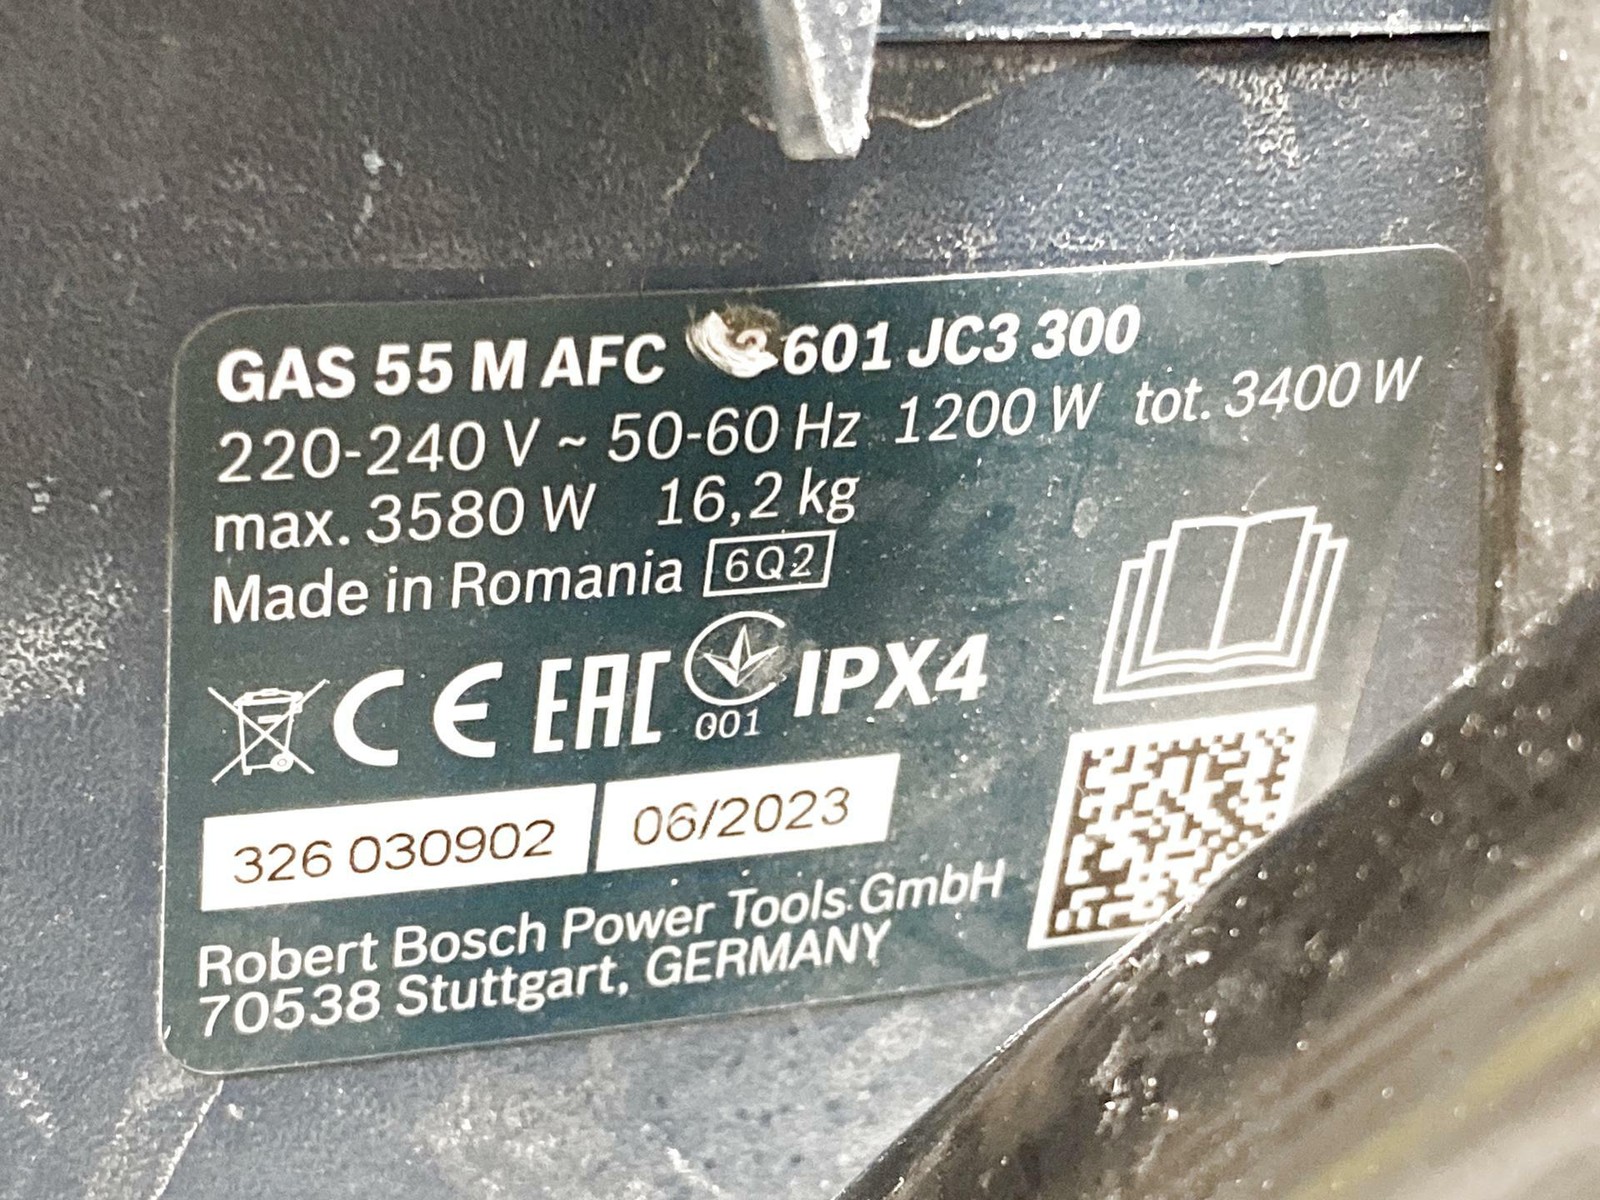 GAS 55 M AFC 3 601 JC3 300
220-240 V ~ 50-60 Hz 1200 W tot. 3400 W
max. 3580 W 16,2 kg
Made in Romania 6Q2
CE EAC 001 IPX4
326 030902 06/2023
Robert Bosch Power Tools GmbH
70538 Stuttgart, GERMANY